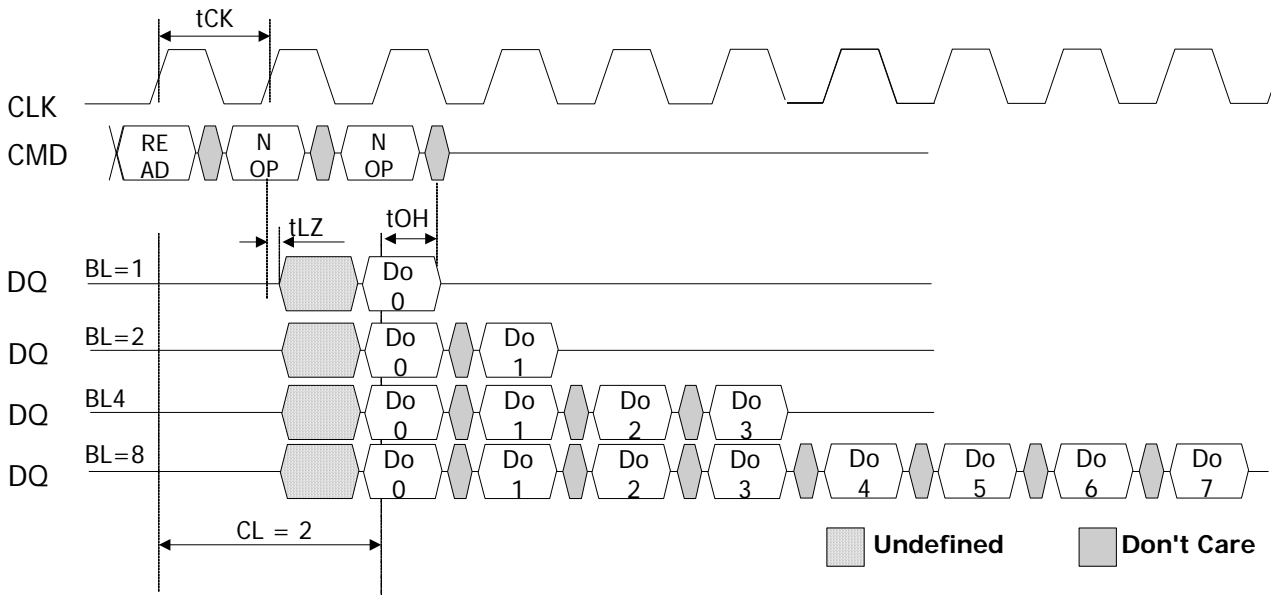 tCK
CLK
CMD
RE
AD
N
OP
N
OP
tLZ
tOH
DQ
BL=1
Do
0
DQ
BL=2
Do
0
Do
1
DQ
BL4
Do
0
Do
1
Do
2
Do
3
DQ
BL=8
Do
0
Do
1
Do
2
Do
3
Do
4
Do
5
Do
6
Do
7
CL = 2
Undefined
Don't Care